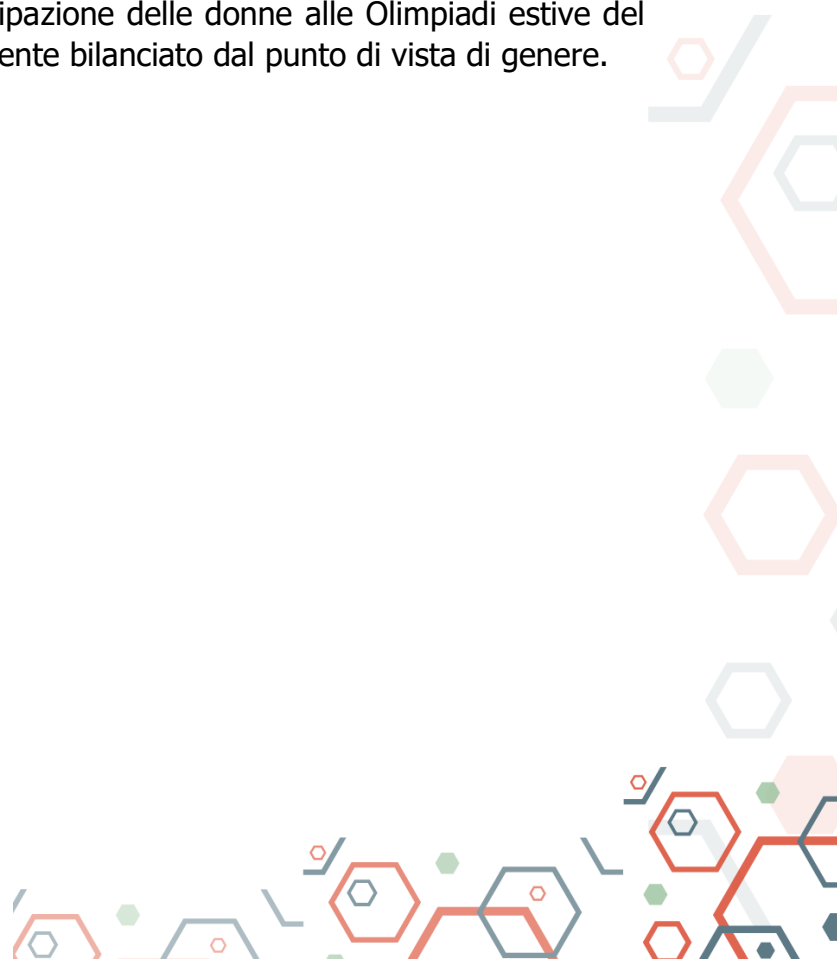 ipazione delle donne alle Olimpiadi estive del
ente bilanciato dal punto di vista di genere.